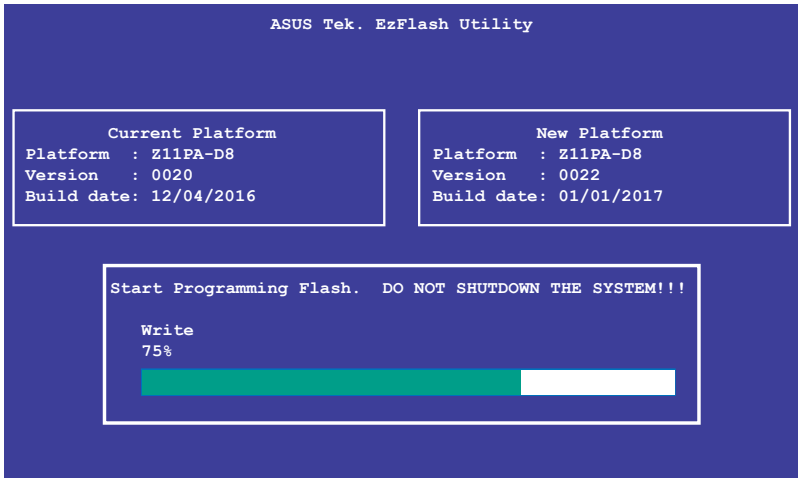 ASUS Tek. EzFlash Utility
Current Platform
Platform : Z11PA-D8
Version : 0020
Build date: 12/04/2016
New Platform
Platform : Z11PA-D8
Version : 0022
Build date: 01/01/2017
Start Programming Flash. DO NOT SHUTDOWN THE SYSTEM!!!
Write
75%